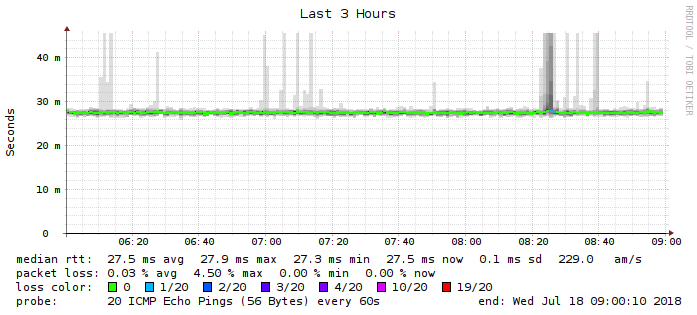 Last 3 Hours
RRDTOOL / TOBI OETIKER
Seconds
40 m
30 m
20 m
10 m
0
06:20 06:40 07:00 07:20 07:40 08:00 08:20 08:40 09:00
median rtt: 27.5 ms avg 27.9 ms max 27.3 ms min 27.5 ms now 0.1 ms sd 229.0 am/s
packet loss: 0.03 % avg 4.50 % max 0.00 % min 0.00 % now
loss color: 0 1/20 2/20 3/20 4/20 10/20 19/20
probe: 20 ICMP Echo Pings (56 Bytes) every 60s end: Wed Jul 18 09:00:10 2018